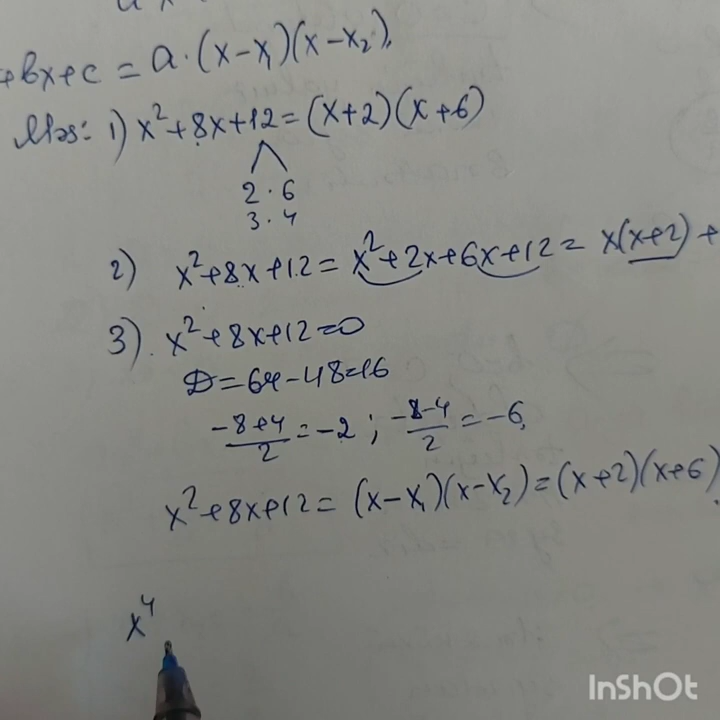 +bx+c = a·(x-x₁)(x-x₂).
Мәs: 1) x²+8x+12 = (x+2)(x+6)
2·6
3·4
2) x²+8x+12 = x²+2x+6x+12 = x(x+2) +
3). x²+8x+12=0
D=64-48=16
-8+4/2 = -2 ; -8-4/2 = -6
x²+8x+12 = (x-x₁)(x-x₂) = (x+2)(x+6)
x⁴
InShOt